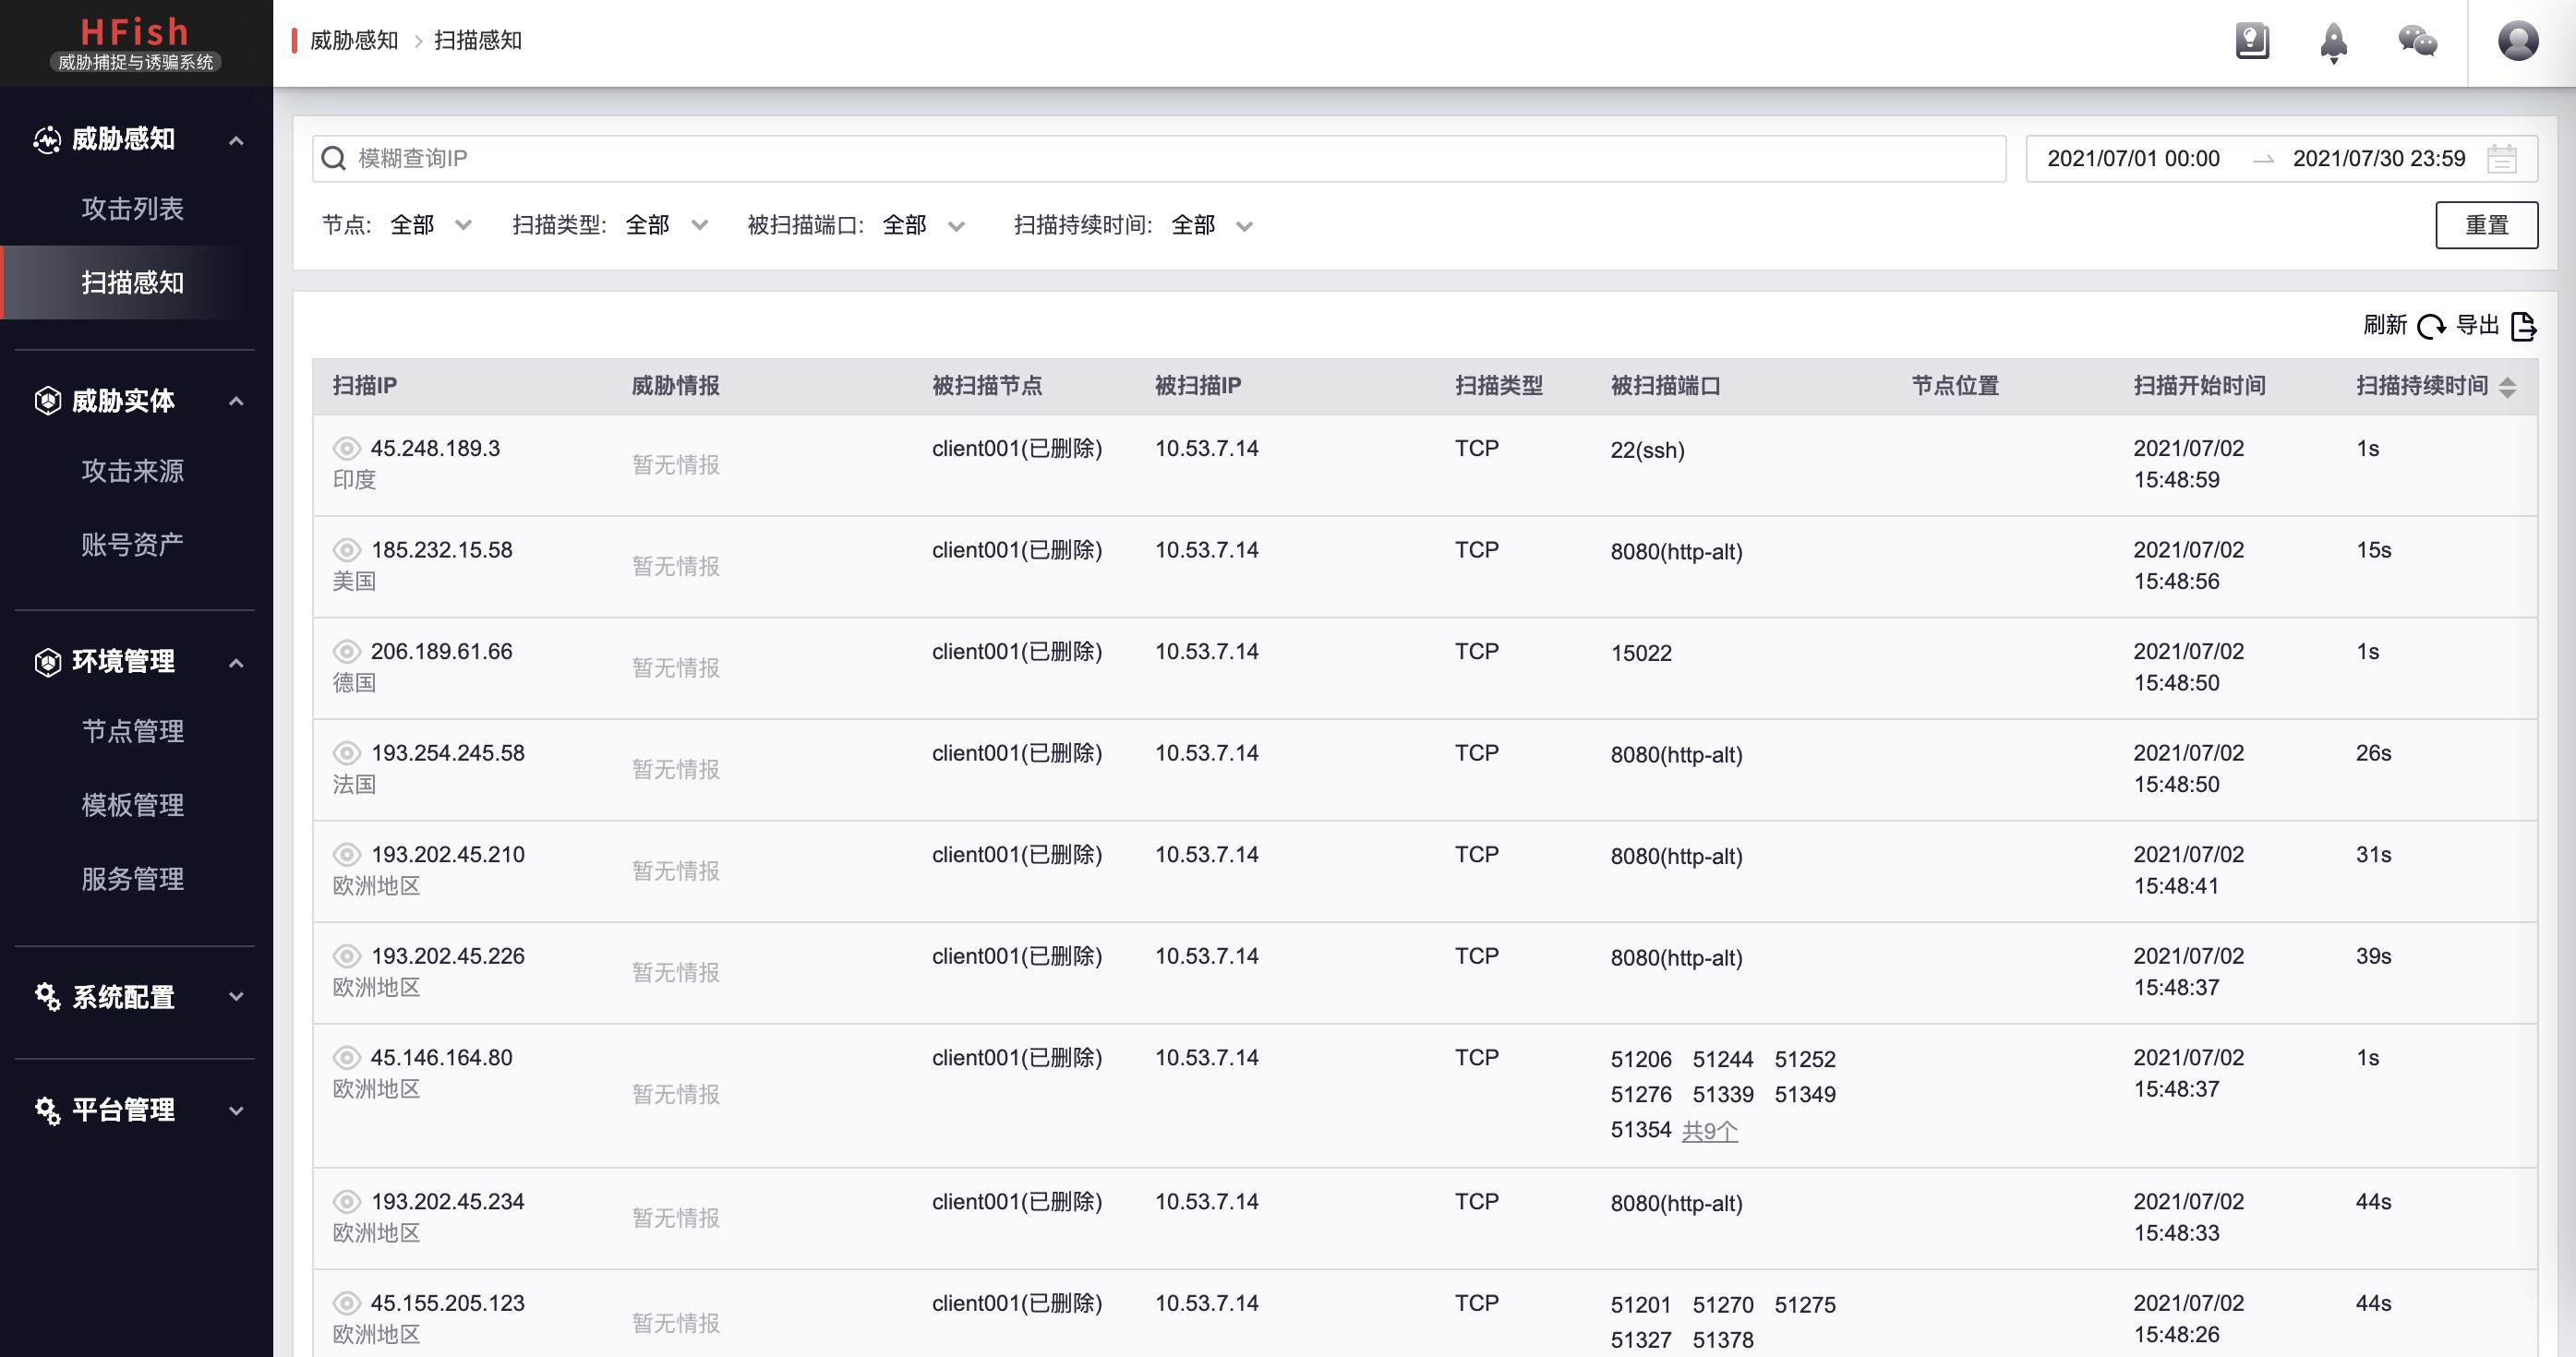 HFish
威胁捕捉与诱骗系统
威胁感知
攻击列表
扫描感知
威胁实体
攻击来源
账号资产
环境管理
节点管理
模板管理
服务管理
系统配置
平台管理
威胁感知 > 扫描感知
模糊查询IP
2021/07/01 00:00 → 2021/07/30 23:59
节点: 全部 扫描类型: 全部 被扫描端口: 全部 扫描持续时间: 全部 重置
刷新 导出
扫描IP 威胁情报 被扫描节点 被扫描IP 扫描类型 被扫描端口 节点位置 扫描开始时间 扫描持续时间
45.248.189.3 暂无情报 client001(已删除) 10.53.7.14 TCP 22(ssh) 2021/07/02 1s
印度 15:48:59
185.232.15.58 暂无情报 client001(已删除) 10.53.7.14 TCP 8080(http-alt) 2021/07/02 15s
美国 15:48:56
206.189.61.66 暂无情报 client001(已删除) 10.53.7.14 TCP 15022 2021/07/02 1s
德国 15:48:50
193.254.245.58 暂无情报 client001(已删除) 10.53.7.14 TCP 8080(http-alt) 2021/07/02 26s
法国 15:48:50
193.202.45.210 暂无情报 client001(已删除) 10.53.7.14 TCP 8080(http-alt) 2021/07/02 31s
欧洲地区 15:48:41
193.202.45.226 暂无情报 client001(已删除) 10.53.7.14 TCP 8080(http-alt) 2021/07/02 39s
欧洲地区 15:48:37
45.146.164.80 client001(已删除) 10.53.7.14 TCP 51206 51244 51252 2021/07/02 1s
欧洲地区 暂无情报 51276 51339 51349 15:48:37
51354 共9个
193.202.45.234 暂无情报 client001(已删除) 10.53.7.14 TCP 8080(http-alt) 2021/07/02 44s
欧洲地区 15:48:33
45.155.205.123 暂无情报 client001(已删除) 10.53.7.14 TCP 51201 51270 51275 2021/07/02 44s
欧洲地区 51327 51378 15:48:26